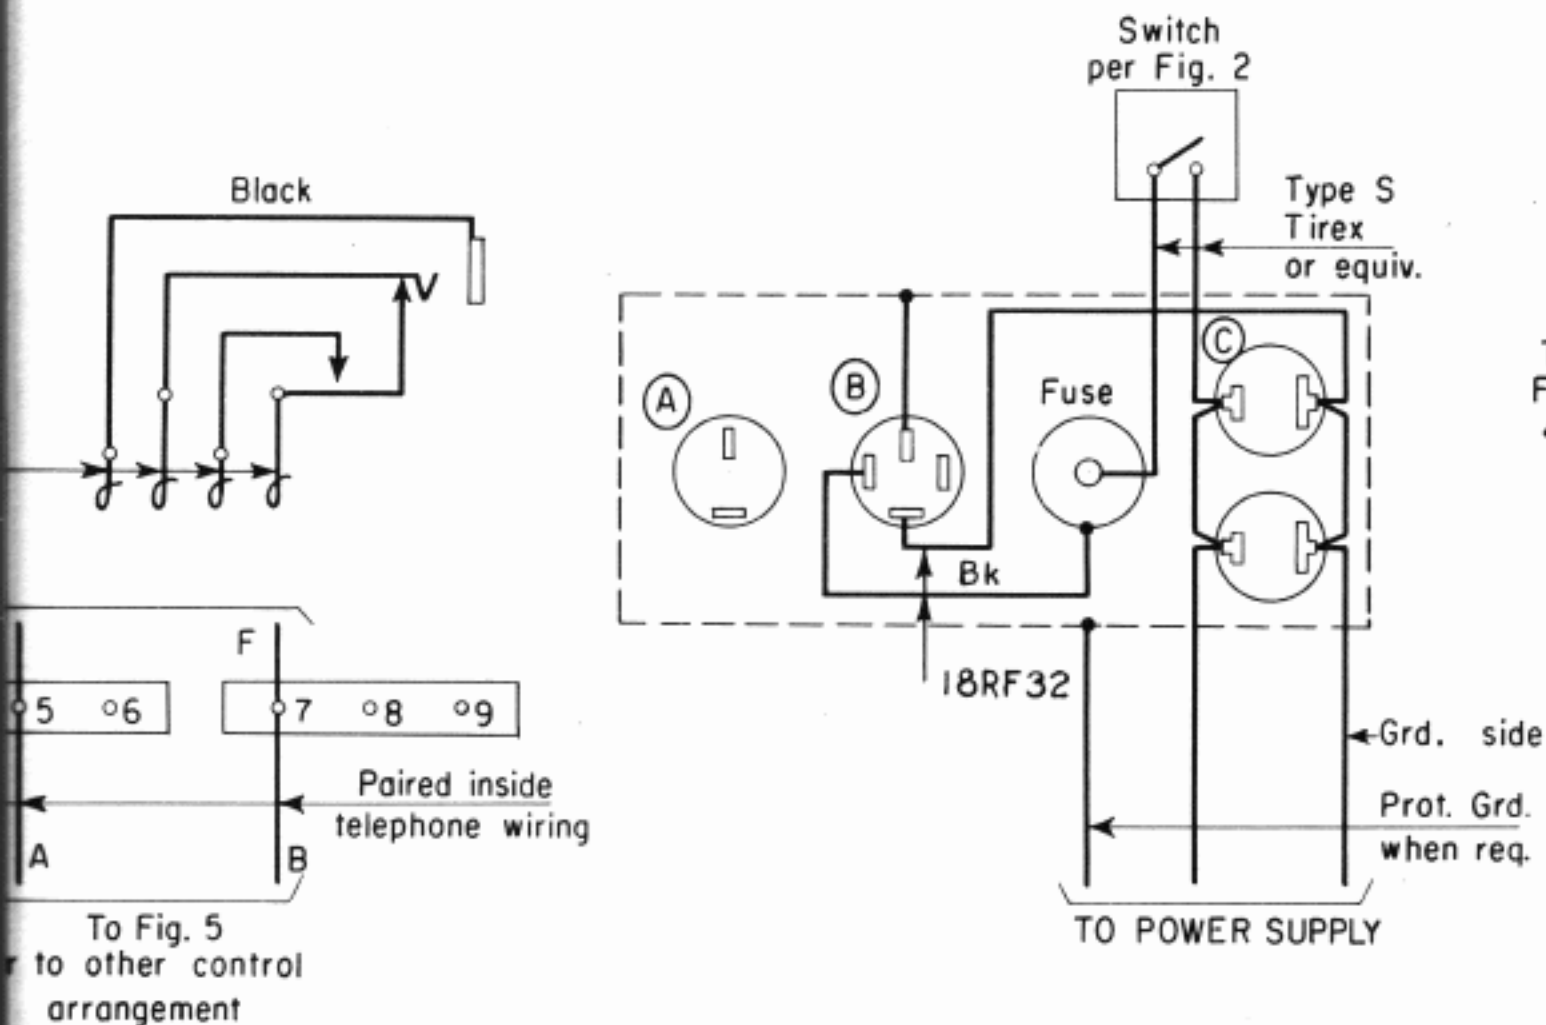 Switch
per Fig. 2
Black
Type S
Tirex
or equiv.
C
A
B
Fuse
Bk
18RF32
F
5 6
7 8 9
Grd. side
Paired inside
telephone wiring
Prot. Grd.
when req.
A
B
To Fig. 5
r to other control
arrangement
TO POWER SUPPLY